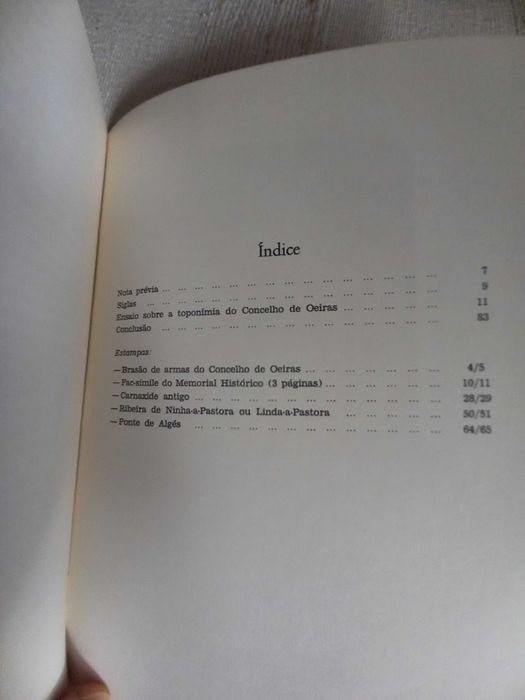 Índice
Nota prévia ... ... ... ... ... ... ... ... ... ... ... ... ... 7
Siglas ... ... ... ... ... ... ... ... ... ... ... ... ... ... 9
Ensaio sobre a toponímia do Concelho de Oeiras ... ... ... ... ... 11
Conclusão ... ... ... ... ... ... ... ... ... ... ... ... ... 83
Estampas:
—Brasão de armas do Concelho de Oeiras ... ... ... ... ... ... ... 4/5
—Fac-símile do Memorial Histórico (3 páginas) ... ... ... ... ... ... 10/11
—Carnaxide antigo ... ... ... ... ... ... ... ... ... ... ... ... 28/29
—Ribeira de Ninha-a-Pastora ou Linda-a-Pastora ... ... ... ... ... 50/51
—Ponte de Algés ... ... ... ... ... ... ... ... ... ... ... ... 64/65